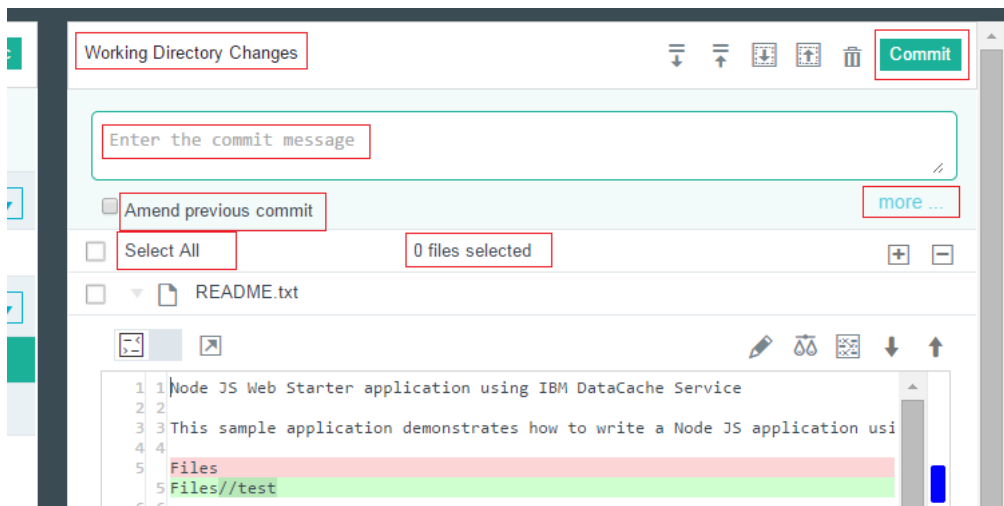 c
Working Directory Changes
Commit
Enter the commit message
Amend previous commit
more ...
Select All
0 files selected
README.txt
1 1 Node JS Web Starter application using IBM DataCache Service
2 2
3 3 This sample application demonstrates how to write a Node JS application usi
4 4
5 Files
5 Files//test
6 6